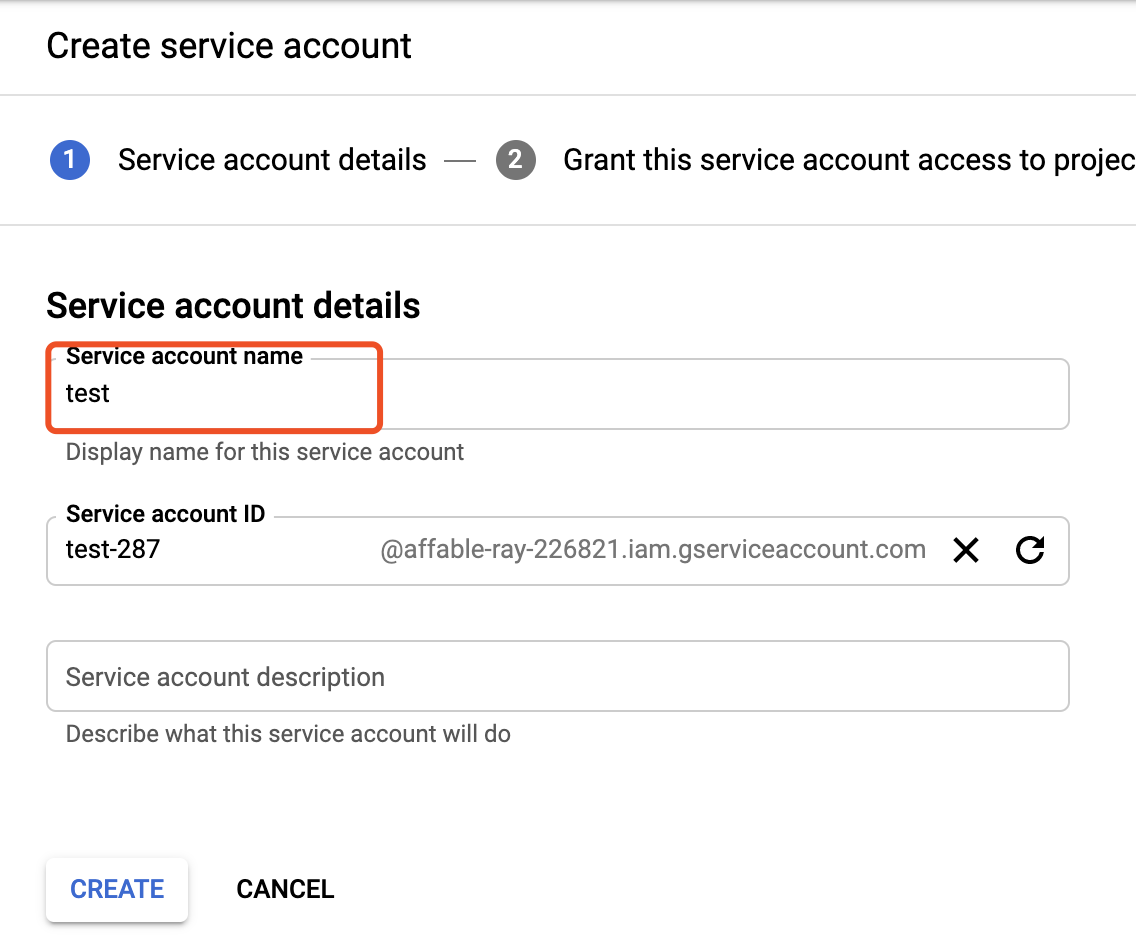 Create service account
1 Service account details — 2 Grant this service account access to projec
Service account details
Service account name
test
Display name for this service account
Service account ID
test-287 @affable-ray-226821.iam.gserviceaccount.com
Service account description
Describe what this service account will do
CREATE CANCEL